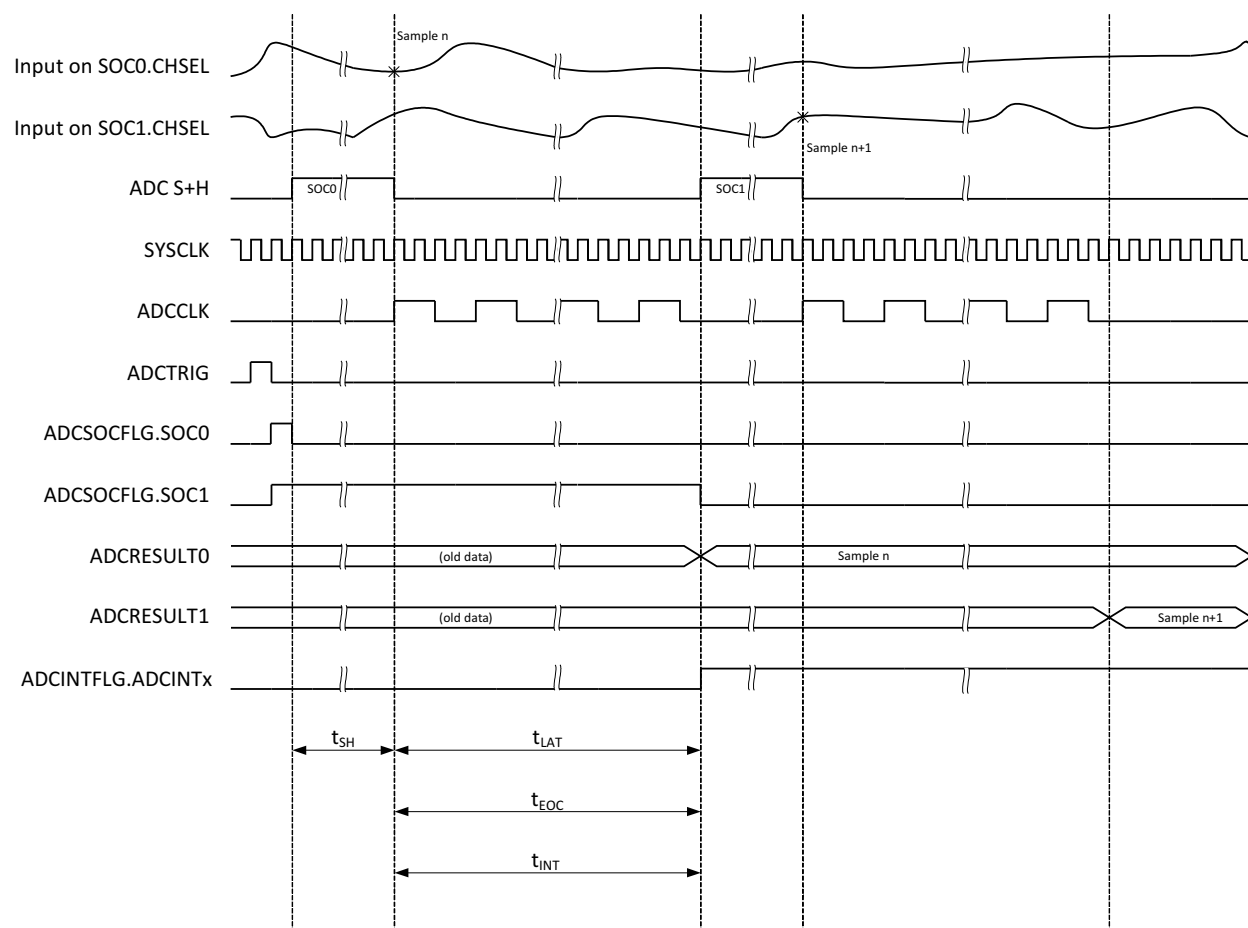 Sample n
Input on SOC0.CHSEL
Input on SOC1.CHSEL
Sample n+1
ADC S+H
SOC0
SOC1
SYSCLK
ADCCLK
ADCTRIG
ADCSOCFLG.SOC0
ADCSOCFLG.SOC1
ADCRESULT0
(old data)
Sample n
ADCRESULT1
(old data)
Sample n+1
ADCINTFLG.ADCINTx
tSH
tLAT
tEOC
tINT